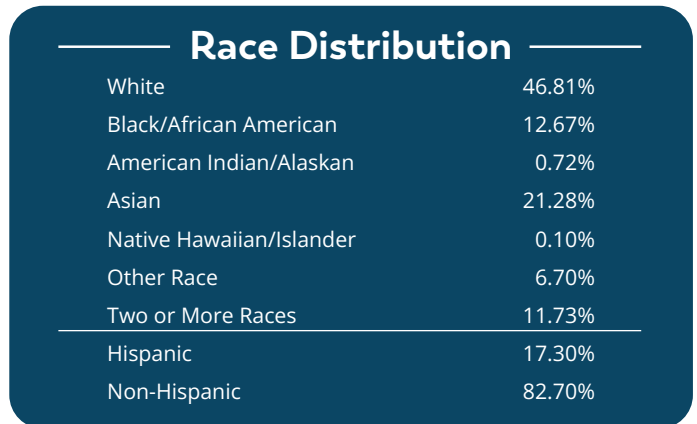 Race Distribution
White 46.81%
Black/African American 12.67%
American Indian/Alaskan 0.72%
Asian 21.28%
Native Hawaiian/Islander 0.10%
Other Race 6.70%
Two or More Races 11.73%
Hispanic 17.30%
Non-Hispanic 82.70%